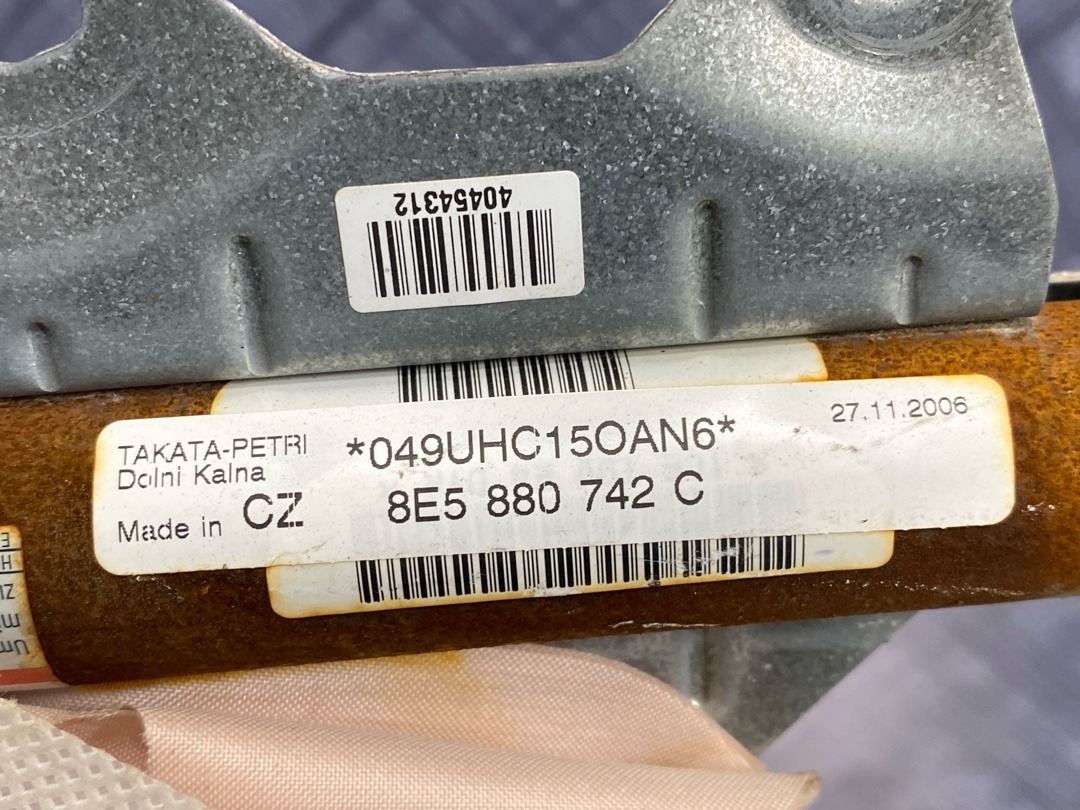 40454312
TAKATA-PETRI
Dolni Kalna
Made in CZ
*049UHC15OAN6*
8E5 880 742 C
27.11.2006